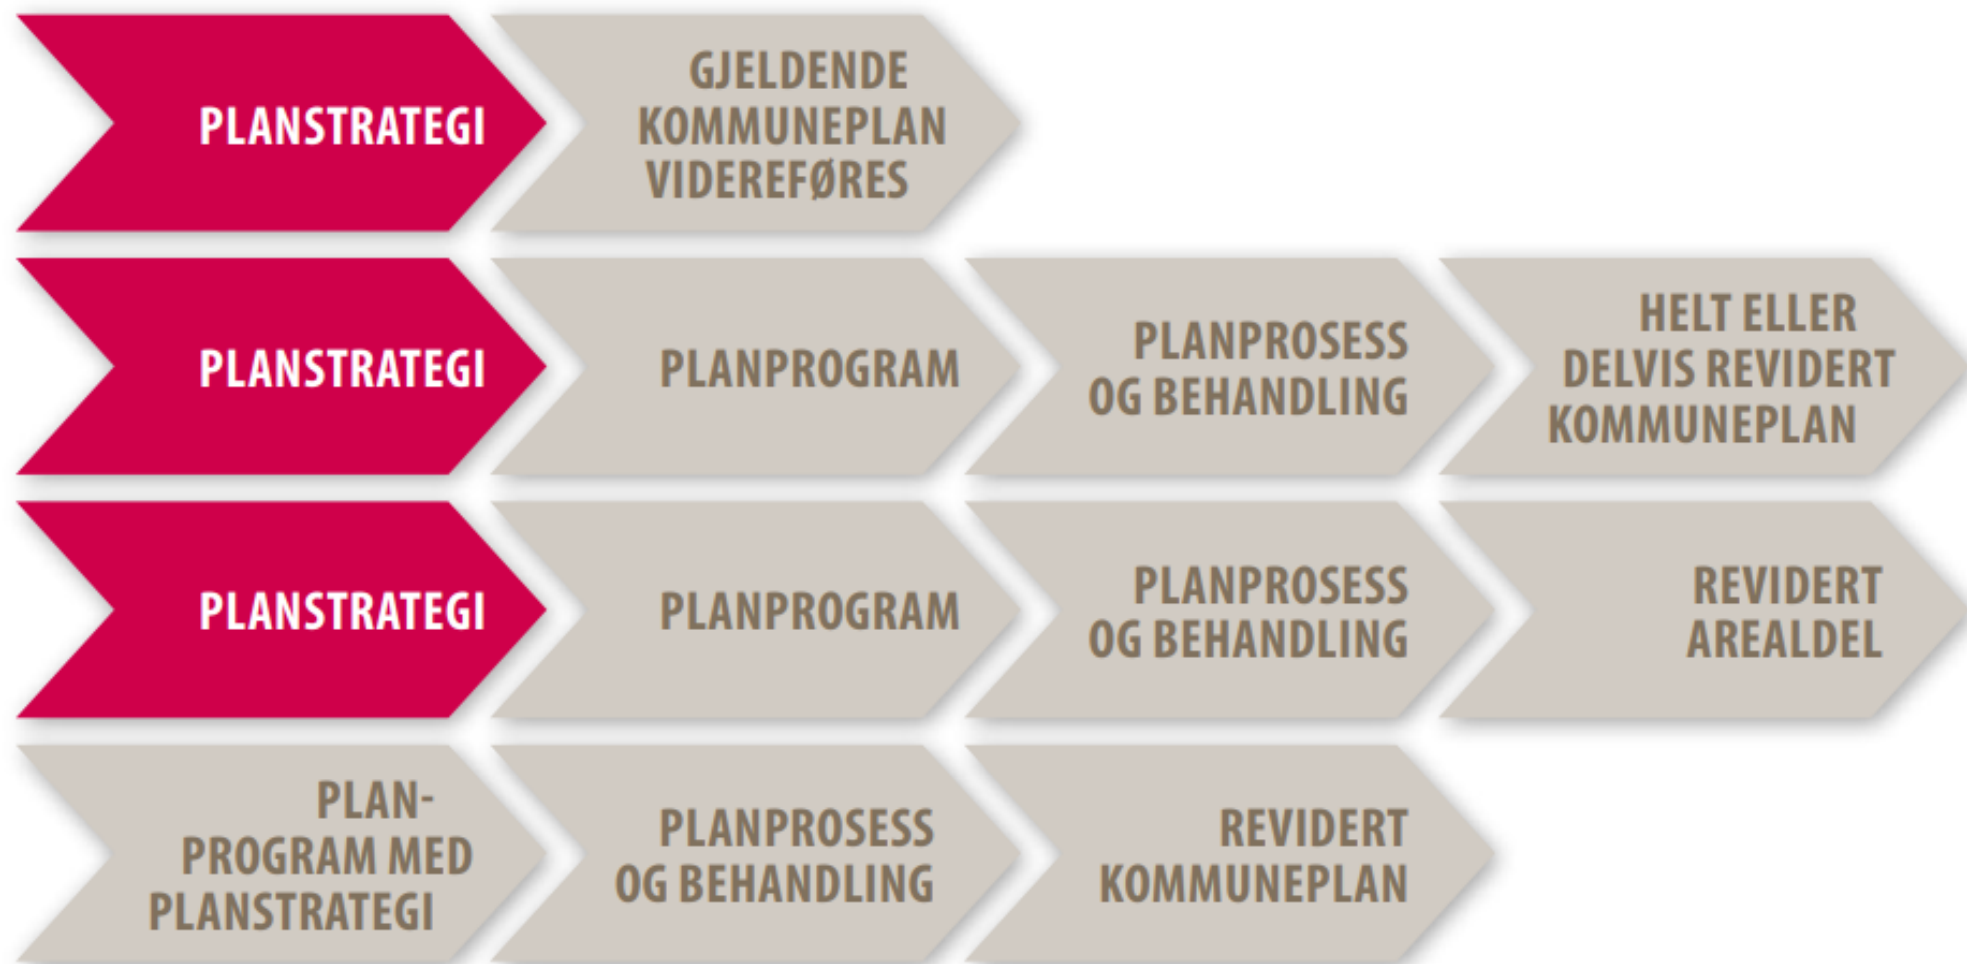 PLANSTRATEGI
GJELDENDE
KOMMUNEPLAN
VIDEREFØRES
PLANSTRATEGI
PLANPROGRAM
PLANPROSESS
OG BEHANDLING
HELT ELLER
DELVIS REVIDERT
KOMMUNEPLAN
PLANSTRATEGI
PLANPROGRAM
PLANPROSESS
OG BEHANDLING
REVIDERT
AREALDEL
PLAN-
PROGRAM MED
PLANSTRATEGI
PLANPROSESS
OG BEHANDLING
REVIDERT
KOMMUNEPLAN